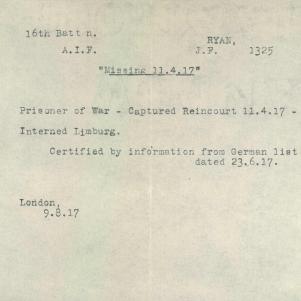 16th Battn.
RYAN,
A.I.F. J.F. 1325
"Missing 11.4.17"
Prisoner of War - Captured Reincourt 11.4.17 -
Interned Limburg.
Certified by information from German list
dated 23.6.17.
London,
9.8.17